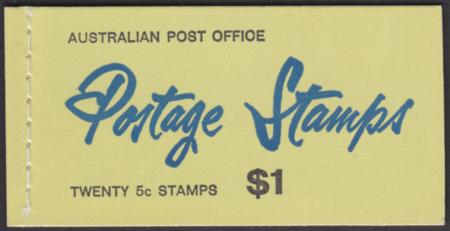 AUSTRALIAN POST OFFICE
Postage Stamps
TWENTY 5c STAMPS $1